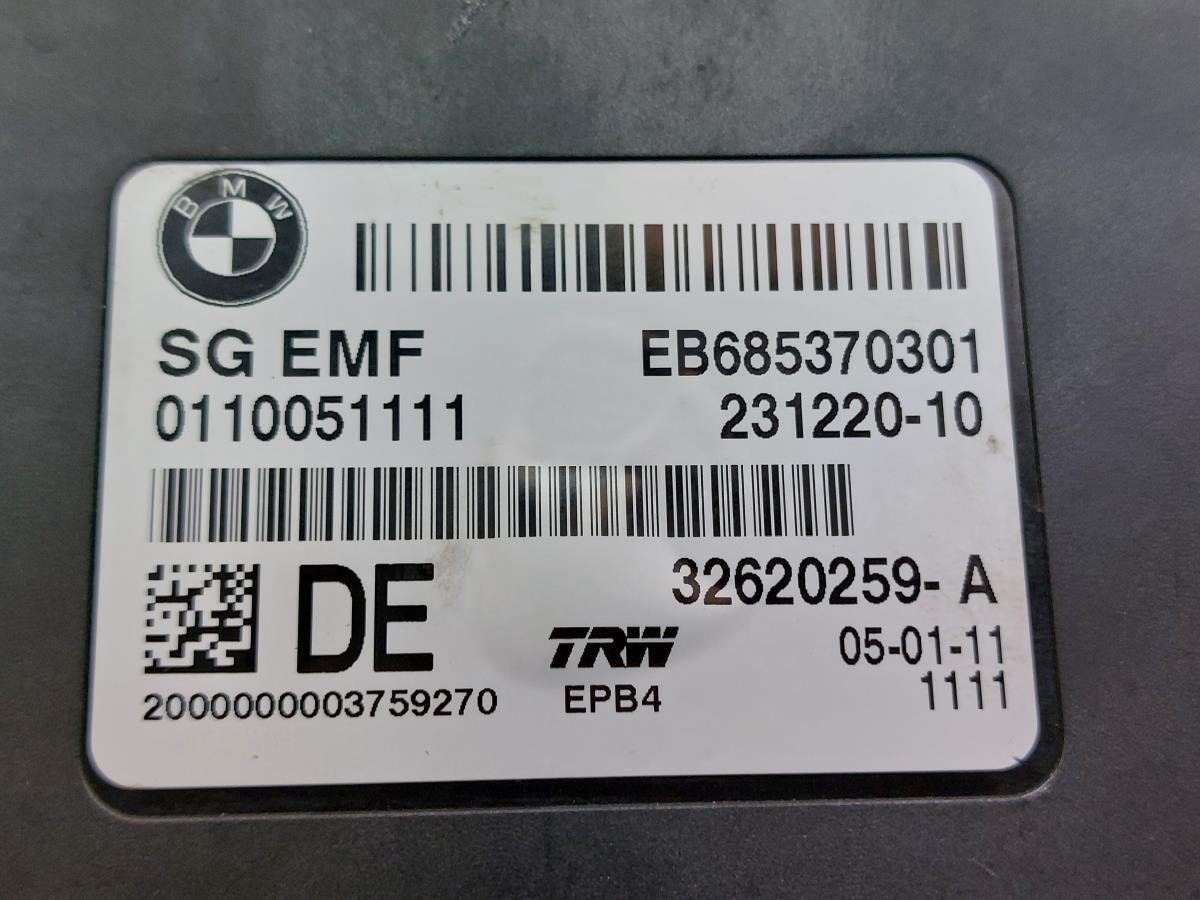 BMW
SG EMF EB685370301
0110051111 231220-10
32620259- A
DE
TRW 05-01-11
2000000003759270 EPB4 1111